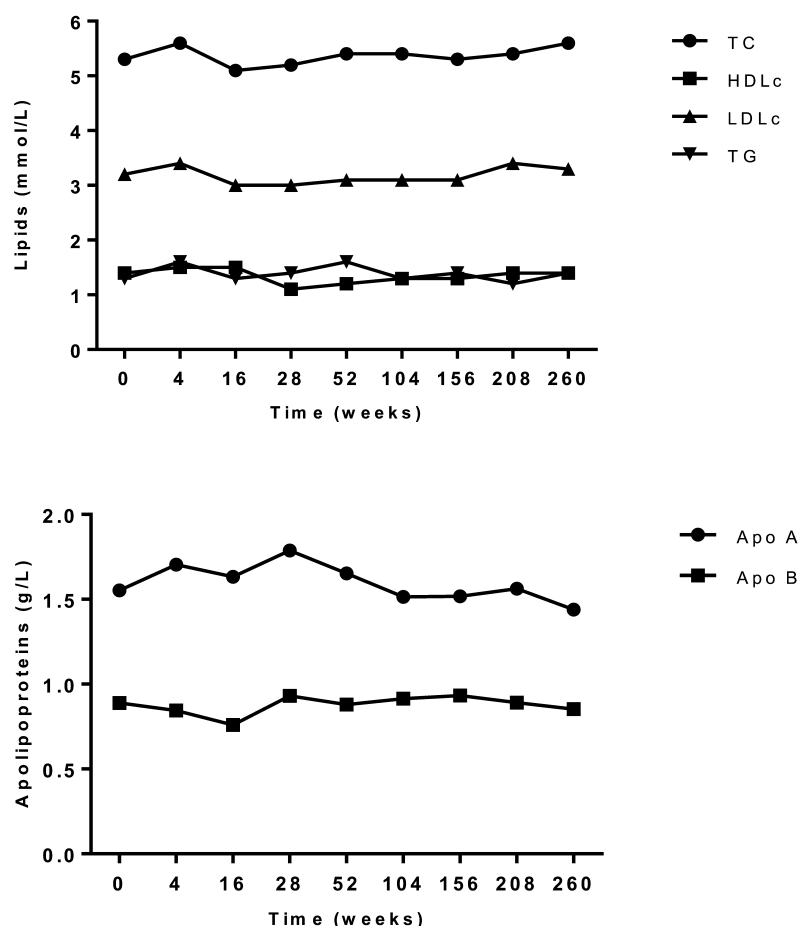 Lipids (mmol/L)
6
5
4
3
2
1
0
0 4 16 28 52 104 156 208 260
Time (weeks)
TC
HDLc
LDLc
TG
Apolipoproteins (g/L)
2.0
1.5
1.0
0.5
0.0
0 4 16 28 52 104 156 208 260
Time (weeks)
Apo A
Apo B